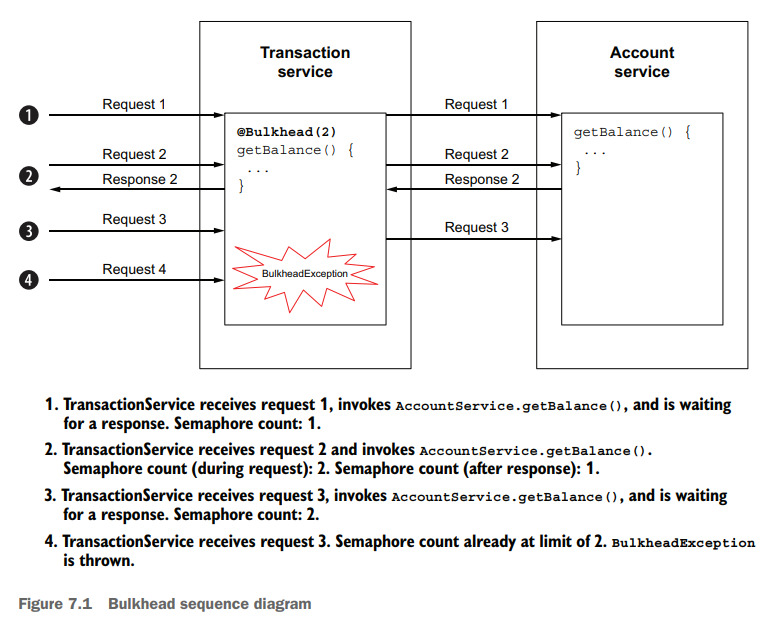 Transaction
service
Account
service
1
Request 1
Request 1
@Bulkhead(2)
getBalance() {
...
}
getBalance() {
...
}
2
Request 2
Request 2
Response 2
Response 2
3
Request 3
Request 3
4
Request 4
BulkheadException
1. TransactionService receives request 1, invokes AccountService.getBalance(), and is waiting
for a response. Semaphore count: 1.
2. TransactionService receives request 2 and invokes AccountService.getBalance().
Semaphore count (during request): 2. Semaphore count (after response): 1.
3. TransactionService receives request 3, invokes AccountService.getBalance(), and is waiting
for a response. Semaphore count: 2.
4. TransactionService receives request 3. Semaphore count already at limit of 2. BulkheadException
is thrown.
Figure 7.1 Bulkhead sequence diagram